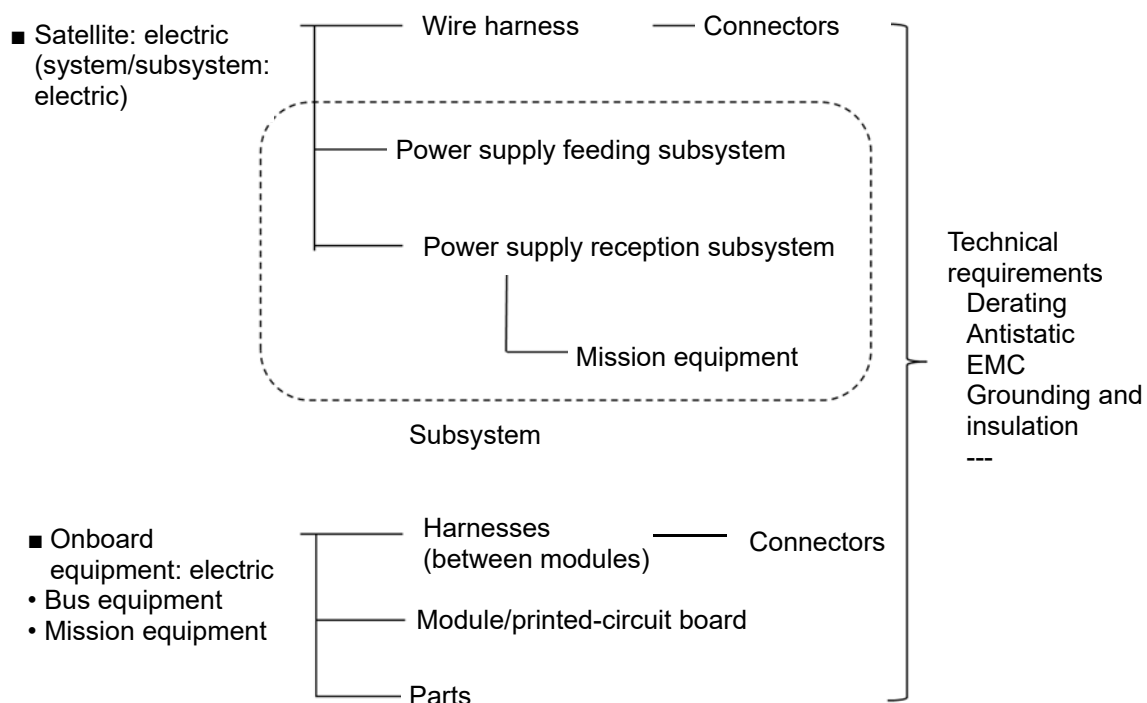 ■ Satellite: electric
(system/subsystem:
electric)
Wire harness
Connectors
Power supply feeding subsystem
Power supply reception subsystem
Mission equipment
Subsystem
Technical
requirements
Derating
Antistatic
EMC
Grounding and
insulation
---
■ Onboard
equipment: electric
• Bus equipment
• Mission equipment
Harnesses
(between modules)
Connectors
Module/printed-circuit board
Parts